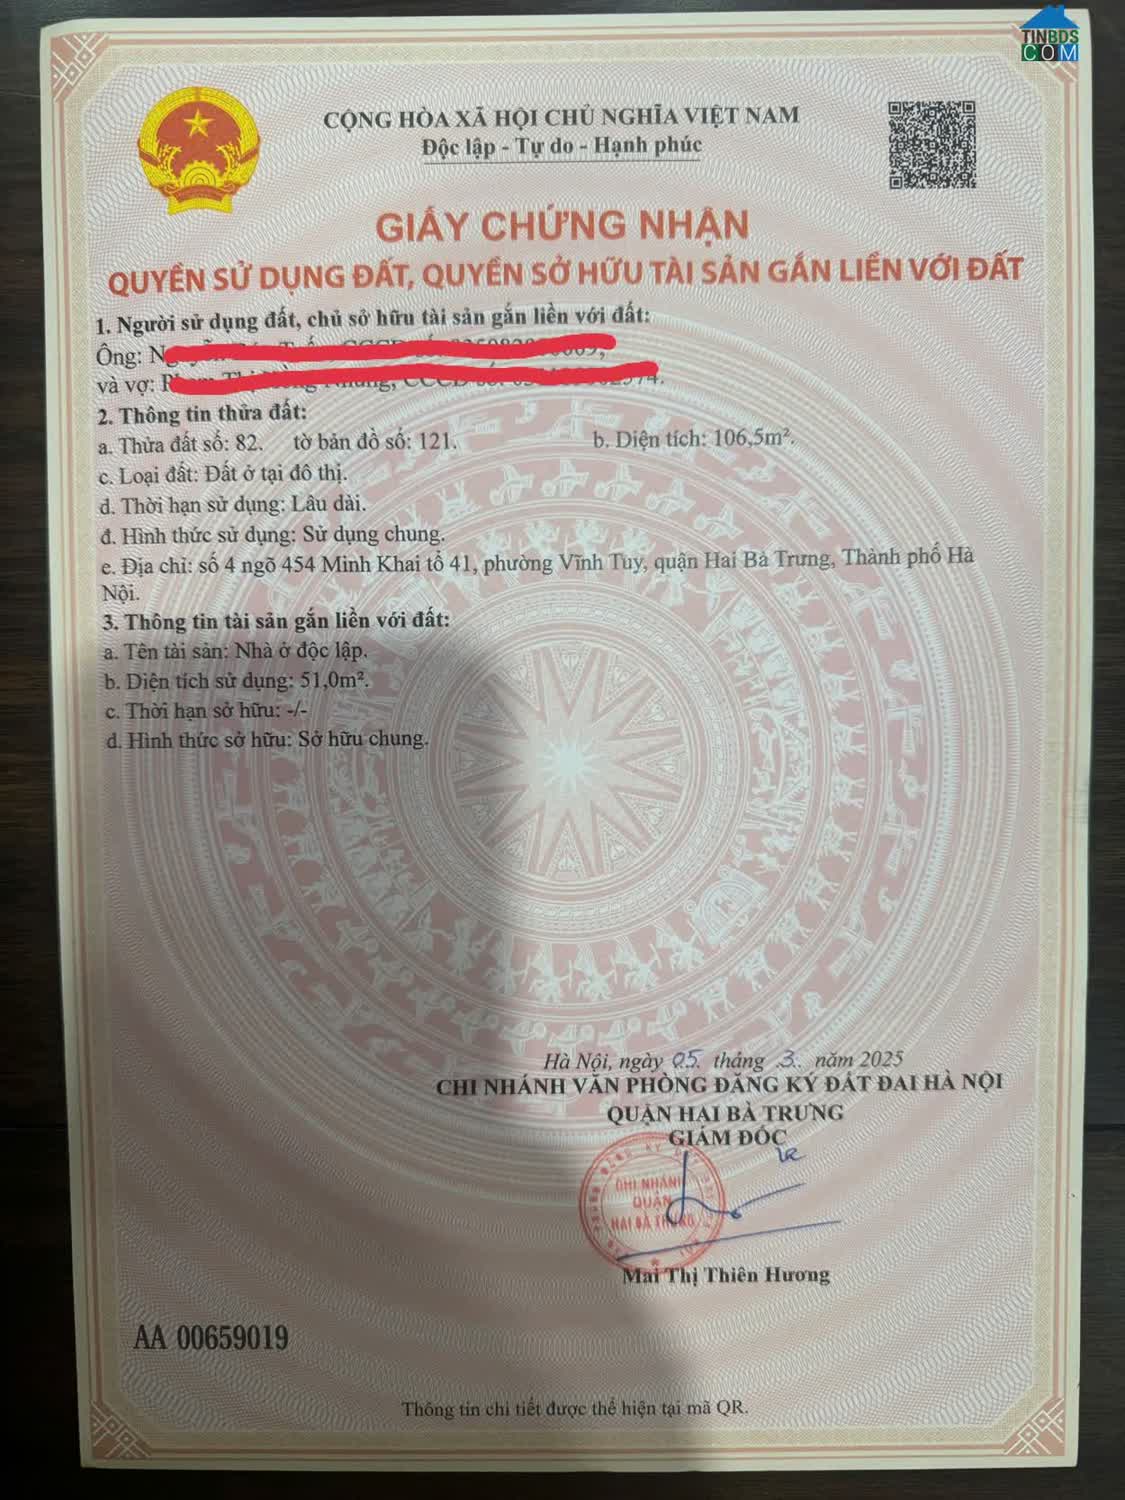 TINBDS
COM
CỘNG HÒA XÃ HỘI CHỦ NGHĨA VIỆT NAM
Độc lập - Tự do - Hạnh phúc
GIẤY CHỨNG NHẬN
QUYỀN SỬ DỤNG ĐẤT, QUYỀN SỞ HỮU TÀI SẢN GẮN LIỀN VỚI ĐẤT
1. Người sử dụng đất, chủ sở hữu tài sản gắn liền với đất:
Ông:
và vợ:
2. Thông tin thửa đất:
a. Thửa đất số: 82. tờ bản đồ số: 121. b. Diện tích: 106,5m².
c. Loại đất: Đất ở tại đô thị.
d. Thời hạn sử dụng: Lâu dài.
đ. Hình thức sử dụng: Sử dụng chung.
e. Địa chỉ: số 4 ngõ 454 Minh Khai tổ 41, phường Vĩnh Tuy, quận Hai Bà Trưng, Thành phố Hà
Nội.
3. Thông tin tài sản gắn liền với đất:
a. Tên tài sản: Nhà ở độc lập.
b. Diện tích sử dụng: 51,0m².
c. Thời hạn sở hữu: -/-
d. Hình thức sở hữu: Sở hữu chung.
Hà Nội, ngày 05 tháng 3 năm 2025
CHI NHÁNH VĂN PHÒNG ĐĂNG KÝ ĐẤT ĐAI HÀ NỘI
QUẬN HAI BÀ TRƯNG
GIÁM ĐỐC
CHI NHÁNH
QUẬN
HAI BÀ TRƯNG
Mai Thị Thiên Hương
AA 00659019
Thông tin chi tiết được thể hiện tại mã QR.